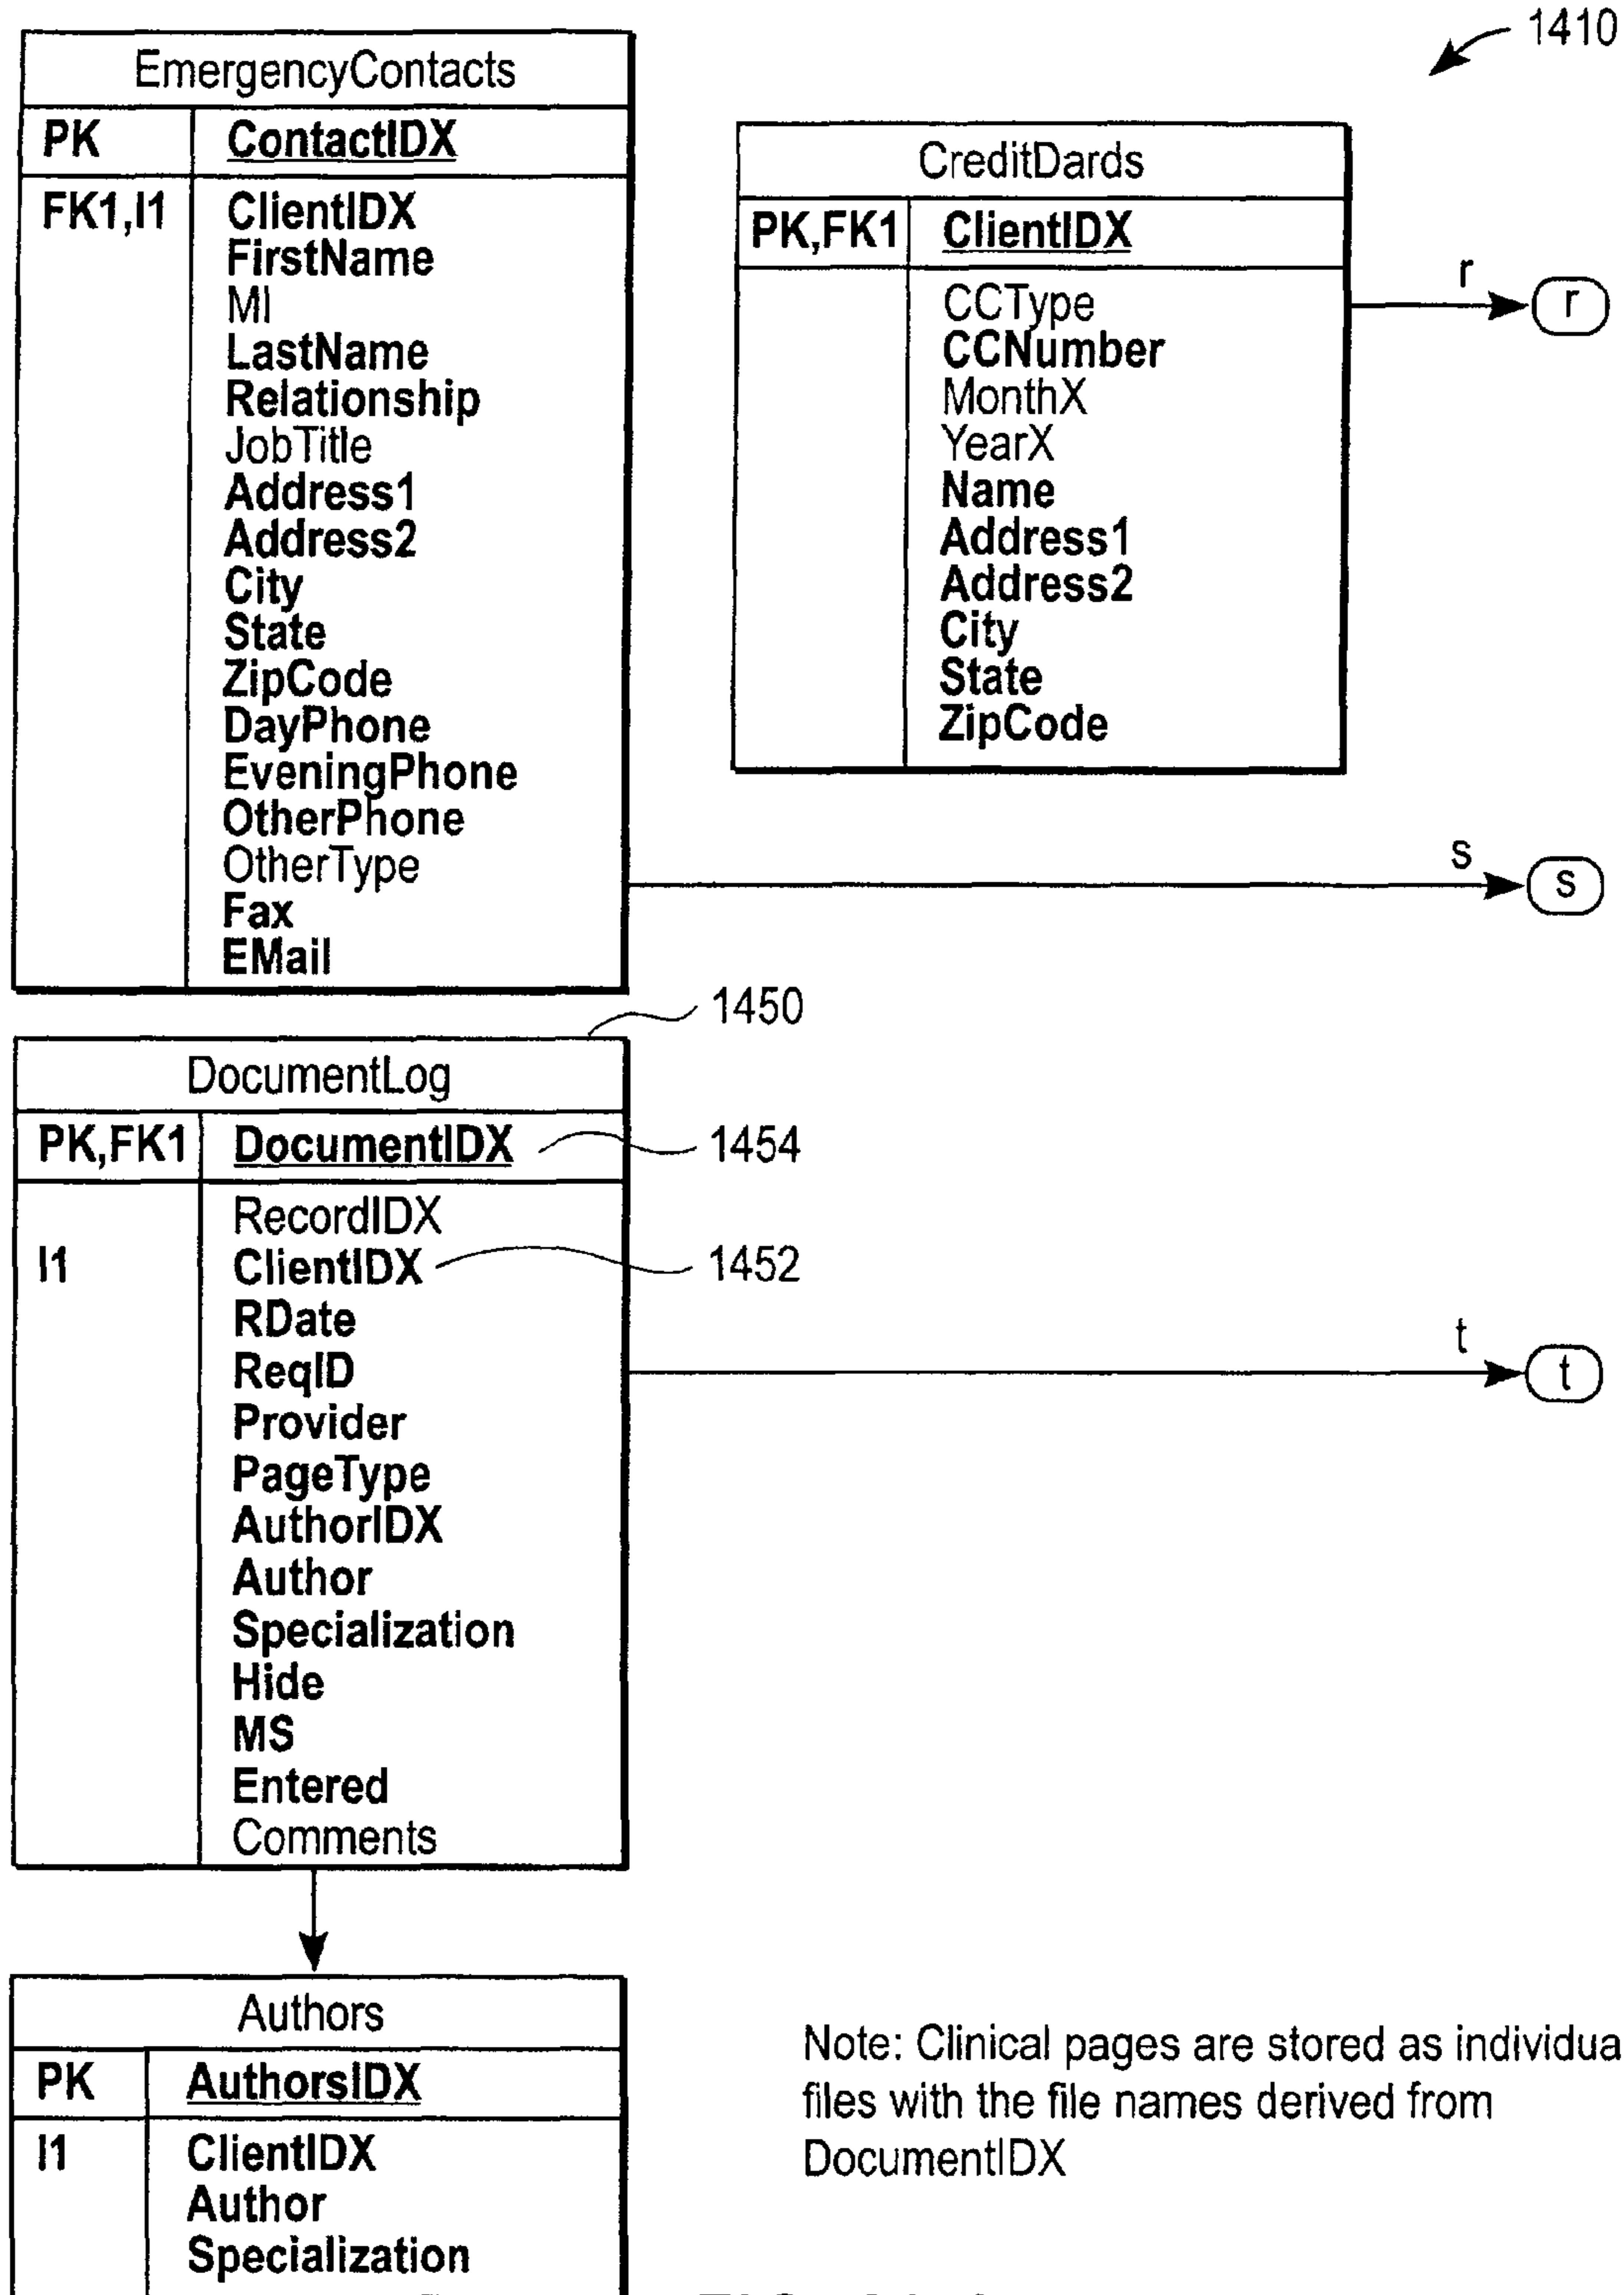 1410
EmergencyContacts
PK ContactIDX
FK1,I1 ClientIDX
FirstName
MI
LastName
Relationship
JobTitle
Address1
Address2
City
State
ZipCode
DayPhone
EveningPhone
OtherPhone
OtherType
Fax
EMail
CreditDards
PK,FK1 ClientIDX
CCType
CCNumber
MonthX
YearX
Name
Address1
Address2
City
State
ZipCode
r
r
s
s
1450
DocumentLog
PK,FK1 DocumentIDX 1454
RecordIDX
I1 ClientIDX 1452
RDate
ReqID
Provider
PageType
AuthorIDX
Author
Specialization
Hide
MS
Entered
Comments
t
t
Authors
PK AuthorsIDX
I1 ClientIDX
Author
Specialization
Note: Clinical pages are stored as individua
files with the file names derived from
DocumentIDX